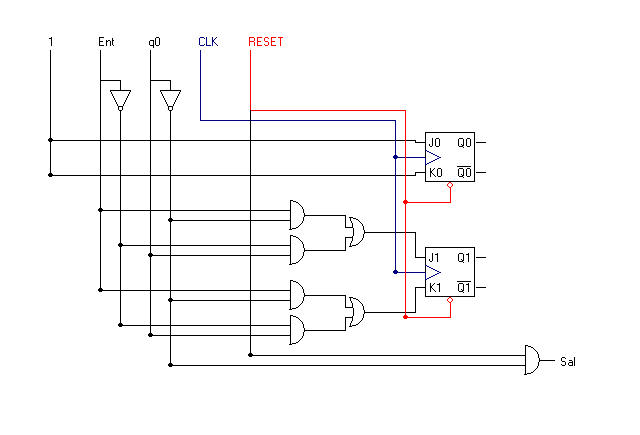 1 Ent q0 CLK RESET
J0 Q0
K0 Q0
J1 Q1
K1 Q1
Sal